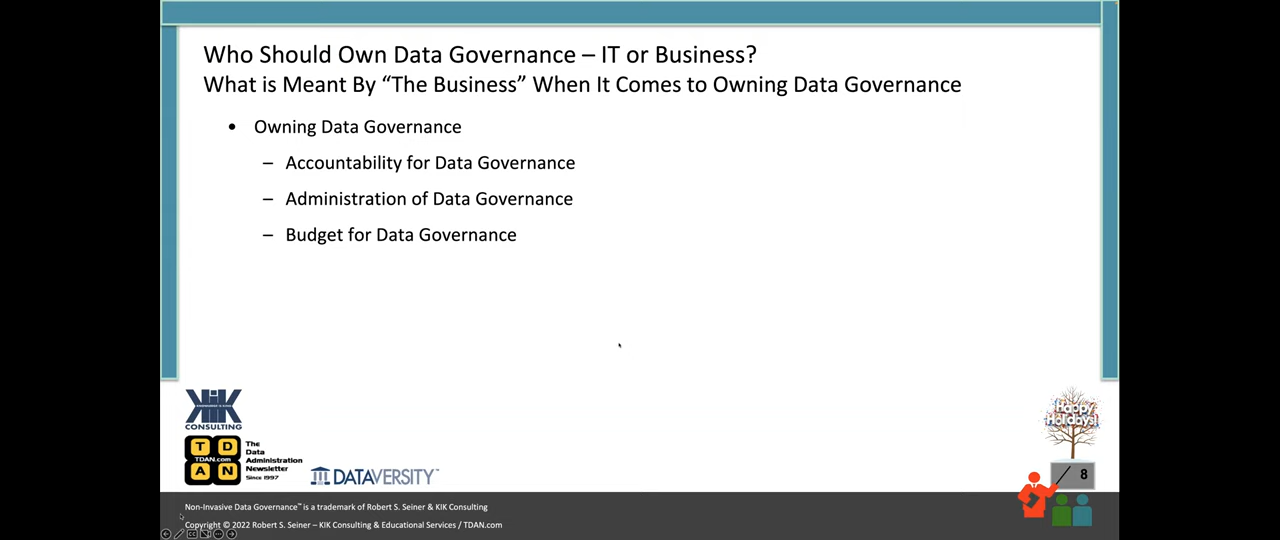 Who Should Own Data Governance – IT or Business?
What is Meant By “The Business” When It Comes to Owning Data Governance
• Owning Data Governance
– Accountability for Data Governance
– Administration of Data Governance
– Budget for Data Governance
KIK
CONSULTING
T D
TDAN.com
A N
The
Data
Administration
Newsletter
Since 1997
DATAVERSITY™
Happy
Holidays!
8
Non-Invasive Data Governance™ is a trademark of Robert S. Seiner & KIK Consulting
Copyright © 2022 Robert S. Seiner – KIK Consulting & Educational Services / TDAN.com